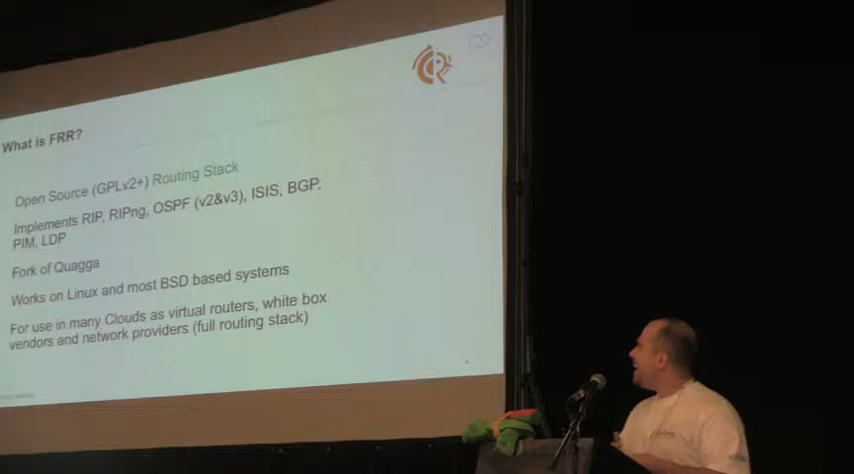 What is FRR?
Open Source (GPLv2+) Routing Stack
Implements RIP, RIPng, OSPF (v2&v3), ISIS, BGP,
PIM, LDP
Fork of Quagga
Works on Linux and most BSD based systems
For use in many Clouds as virtual routers, white box
vendors and network providers (full routing stack)